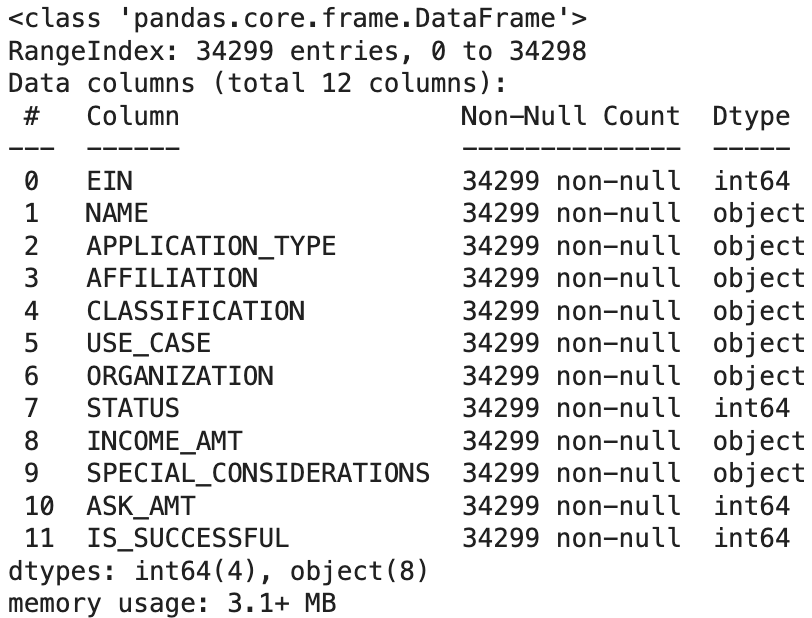 <class 'pandas.core.frame.DataFrame'>
RangeIndex: 34299 entries, 0 to 34298
Data columns (total 12 columns):
 #   Column                  Non-Null Count  Dtype
---  ------                  --------------  -----
 0   EIN                     34299 non-null  int64
 1   NAME                    34299 non-null  object
 2   APPLICATION_TYPE        34299 non-null  object
 3   AFFILIATION             34299 non-null  object
 4   CLASSIFICATION          34299 non-null  object
 5   USE_CASE                34299 non-null  object
 6   ORGANIZATION            34299 non-null  object
 7   STATUS                  34299 non-null  int64
 8   INCOME_AMT              34299 non-null  object
 9   SPECIAL_CONSIDERATIONS  34299 non-null  object
 10  ASK_AMT                 34299 non-null  int64
 11  IS_SUCCESSFUL           34299 non-null  int64
dtypes: int64(4), object(8)
memory usage: 3.1+ MB